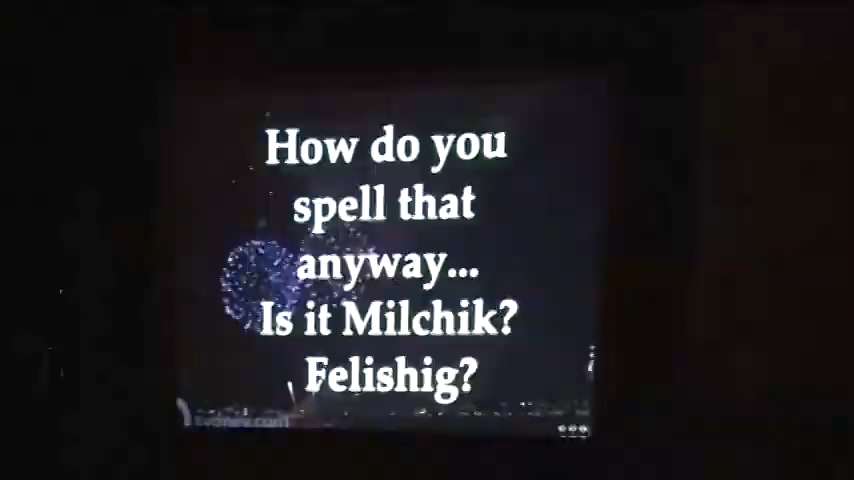 How do you
spell that
anyway...
Is it Milchik?
Felishig?